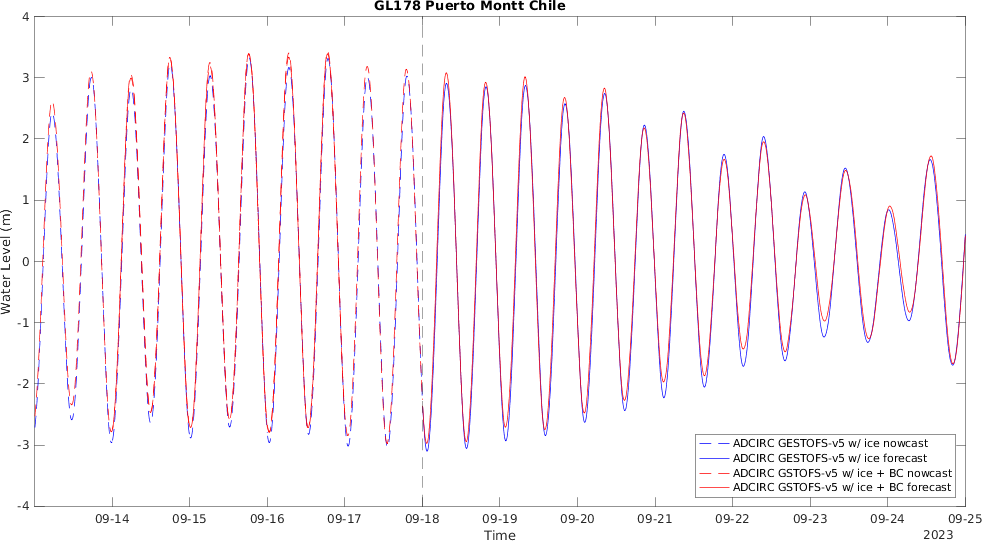 GL178 Puerto Montt Chile
4
3
2
1
0
-1
-2
-3
-4
Water Level (m)
ADCIRC GESTOFS-v5 w/ ice nowcast
ADCIRC GESTOFS-v5 w/ ice forecast
ADCIRC GSTOFS-v5 w/ ice + BC nowcast
ADCIRC GSTOFS-v5 w/ ice + BC forecast
09-14 09-15 09-16 09-17 09-18 09-19 09-20 09-21 09-22 09-23 09-24 09-25
Time
2023